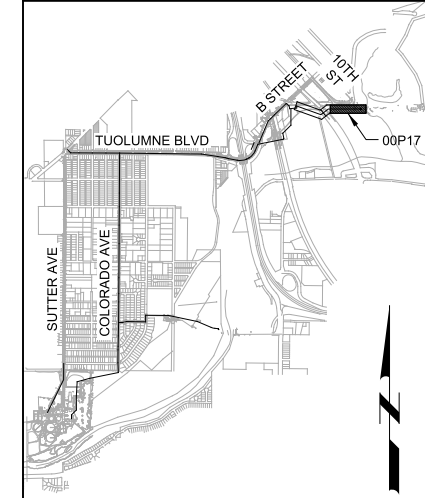 B STREET
10TH
ST
TUOLUMNE BLVD
00P17
SUTTER AVE
COLORADO AVE
N